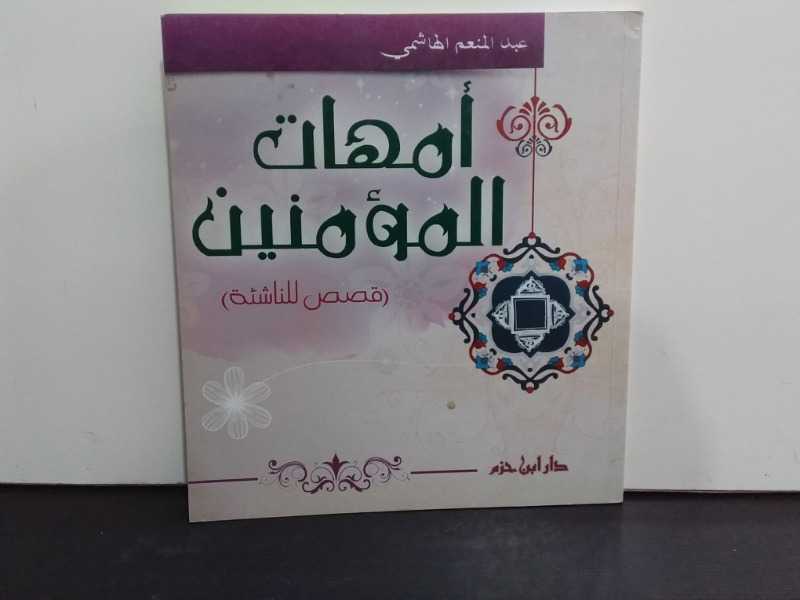 عبد المنعم الهاشمي
أمهات
المؤمنين
(قصص للناشئة)
دار ابن حزم